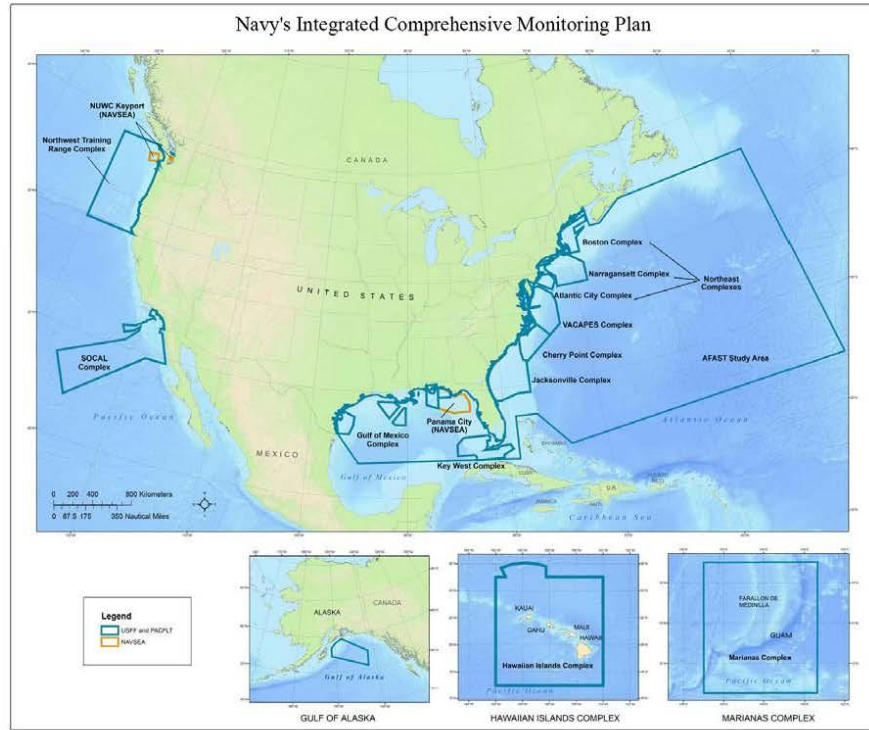 Navy's Integrated Comprehensive Monitoring Plan
NUWC Keyport
(NAVSEA)
Northwest Training
Range Complex
CANADA
UNITED STATES
Boston Complex
Narragansett Complex
Northeast
Complexes
Atlantic City Complex
VACAPES Complex
Cherry Point Complex
AFAST Study Area
Jacksonville Complex
SOCAL
Complex
Pacific Ocean
Atlantic Ocean
Panama City
(NAVSEA)
Gulf of Mexico
Complex
MEXICO
Key West Complex
Gulf of Mexico
Caribbean Sea
0 200 400 800 Kilometers
0 87.5 175 350 Nautical Miles
Legend
USFF and PACFLT
NAVSEA
ALASKA
CANADA
Gulf of Alaska
GULF OF ALASKA
KAUAI
OAHU
MAUI
HAWAII
Hawaiian Islands Complex
Pacific Ocean
HAWAIIAN ISLANDS COMPLEX
FARALLON DE
MEDINILLA
GUAM
Marianas Complex
Pacific Ocean
MARIANAS COMPLEX